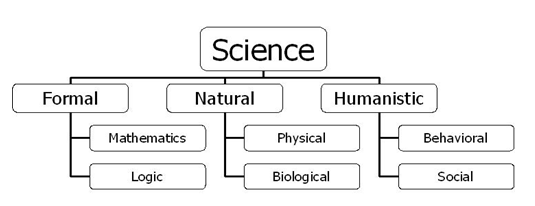 Science
Formal
Natural
Humanistic
Mathematics
Physical
Behavioral
Logic
Biological
Social